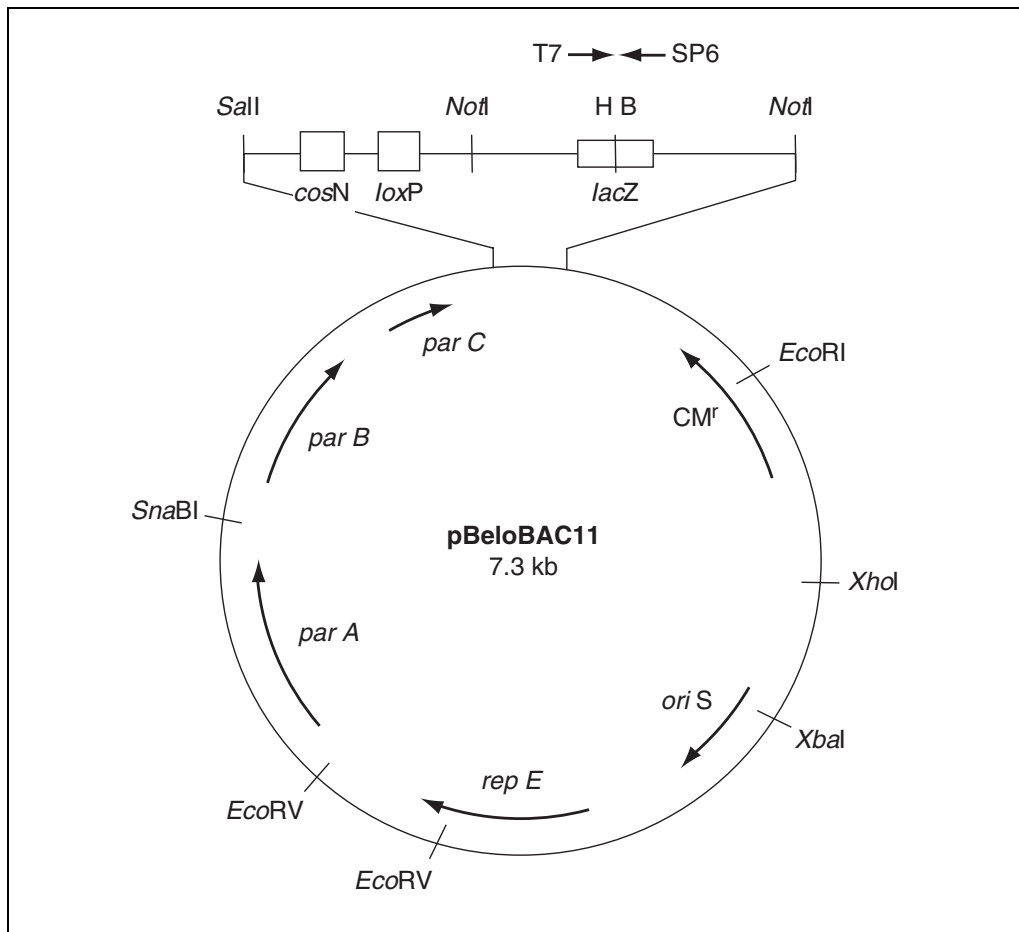 T7 SP6
SalI NotI H B NotI
cosN loxP lacZ
par C
EcoRI
CMr
par B
SnaBI
pBeloBAC11
7.3 kb
XhoI
par A
ori S
XbaI
rep E
EcoRV
EcoRV